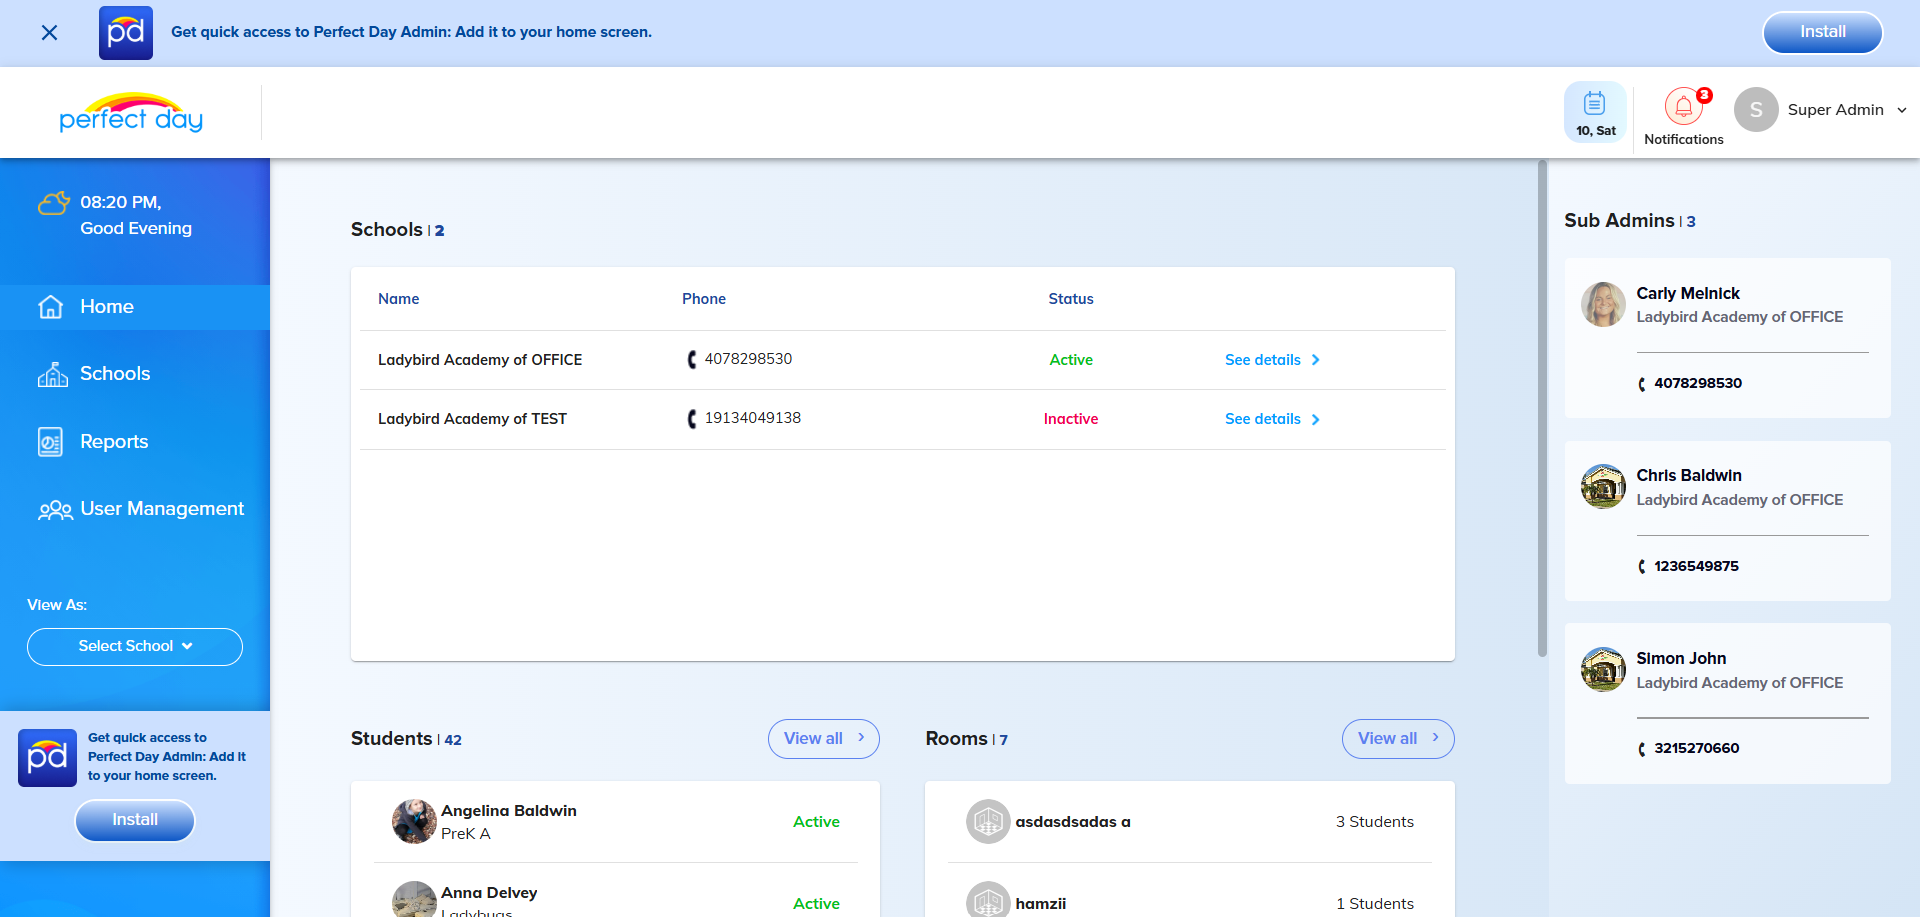 pd
Get quick access to Perfect Day Admin: Add it to your home screen.
Install
perfect day
10, Sat
3
Notifications
S
Super Admin
08:20 PM,
Good Evening
Home
Schools
Reports
User Management
View As:
Select School
pd
Get quick access to
Perfect Day Admin: Add it
to your home screen.
Install
Schools | 2
Name Phone Status
Ladybird Academy of OFFICE 4078298530 Active See details
Ladybird Academy of TEST 19134049138 Inactive See details
Students | 42
View all
Angelina Baldwin
PreK A
Active
Anna Delvey
Ladybugs
Active
Rooms | 7
View all
asdasdsadas a 3 Students
hamzii 1 Students
Sub Admins | 3
Carly Melnick
Ladybird Academy of OFFICE
4078298530
Chris Baldwin
Ladybird Academy of OFFICE
1236549875
Simon John
Ladybird Academy of OFFICE
3215270660